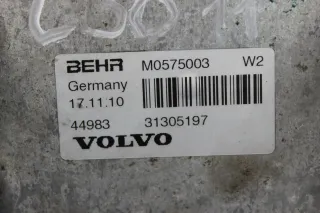 BEHR M0575003 W2
Germany
17.11.10
44983 31305197
VOLVO